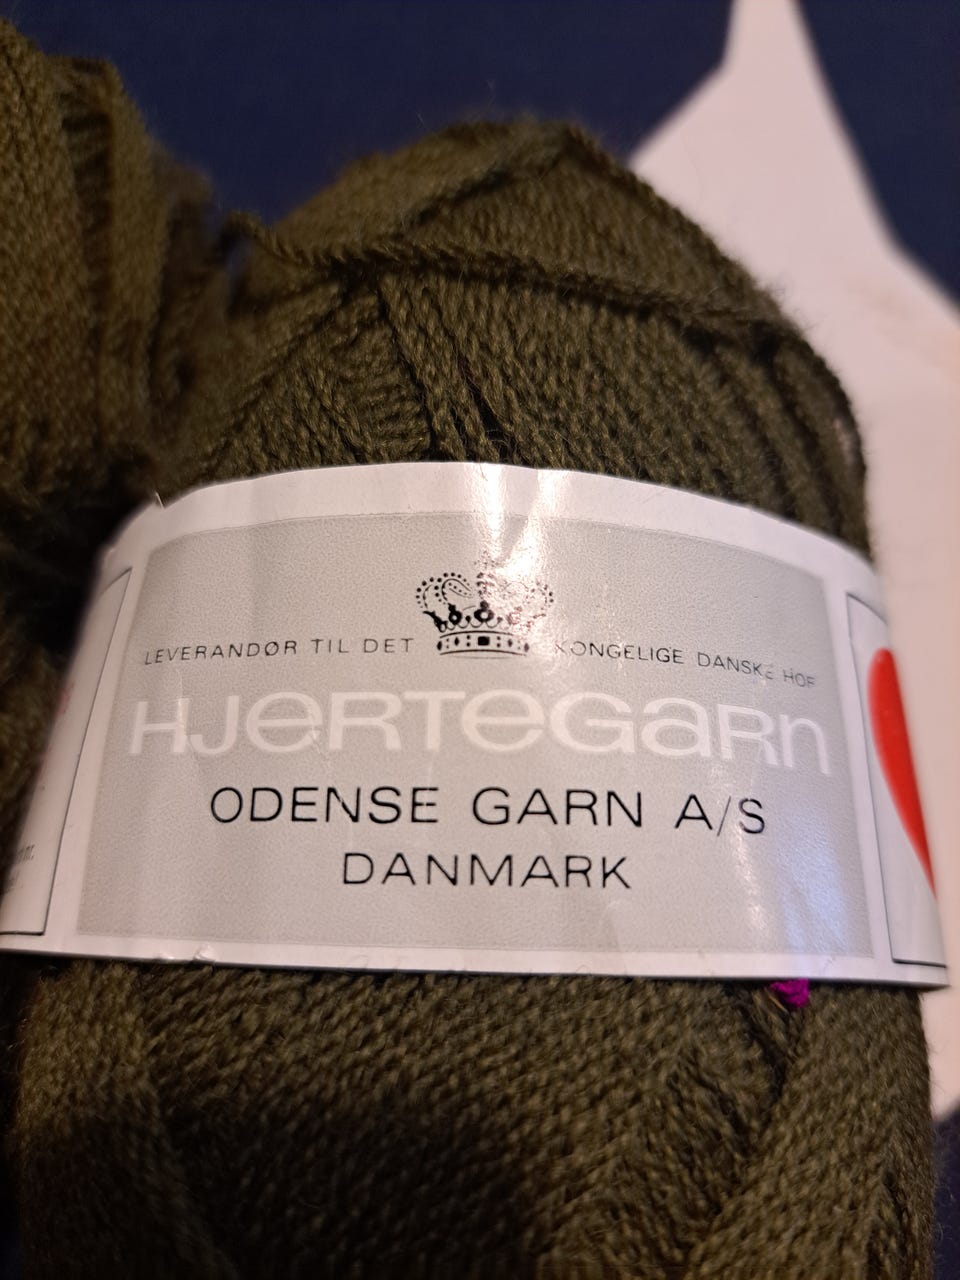 LEVERANDØR TIL DET KONGELIGE DANSKE HOF
HJERTEGARN
ODENSE GARN A/S
DANMARK